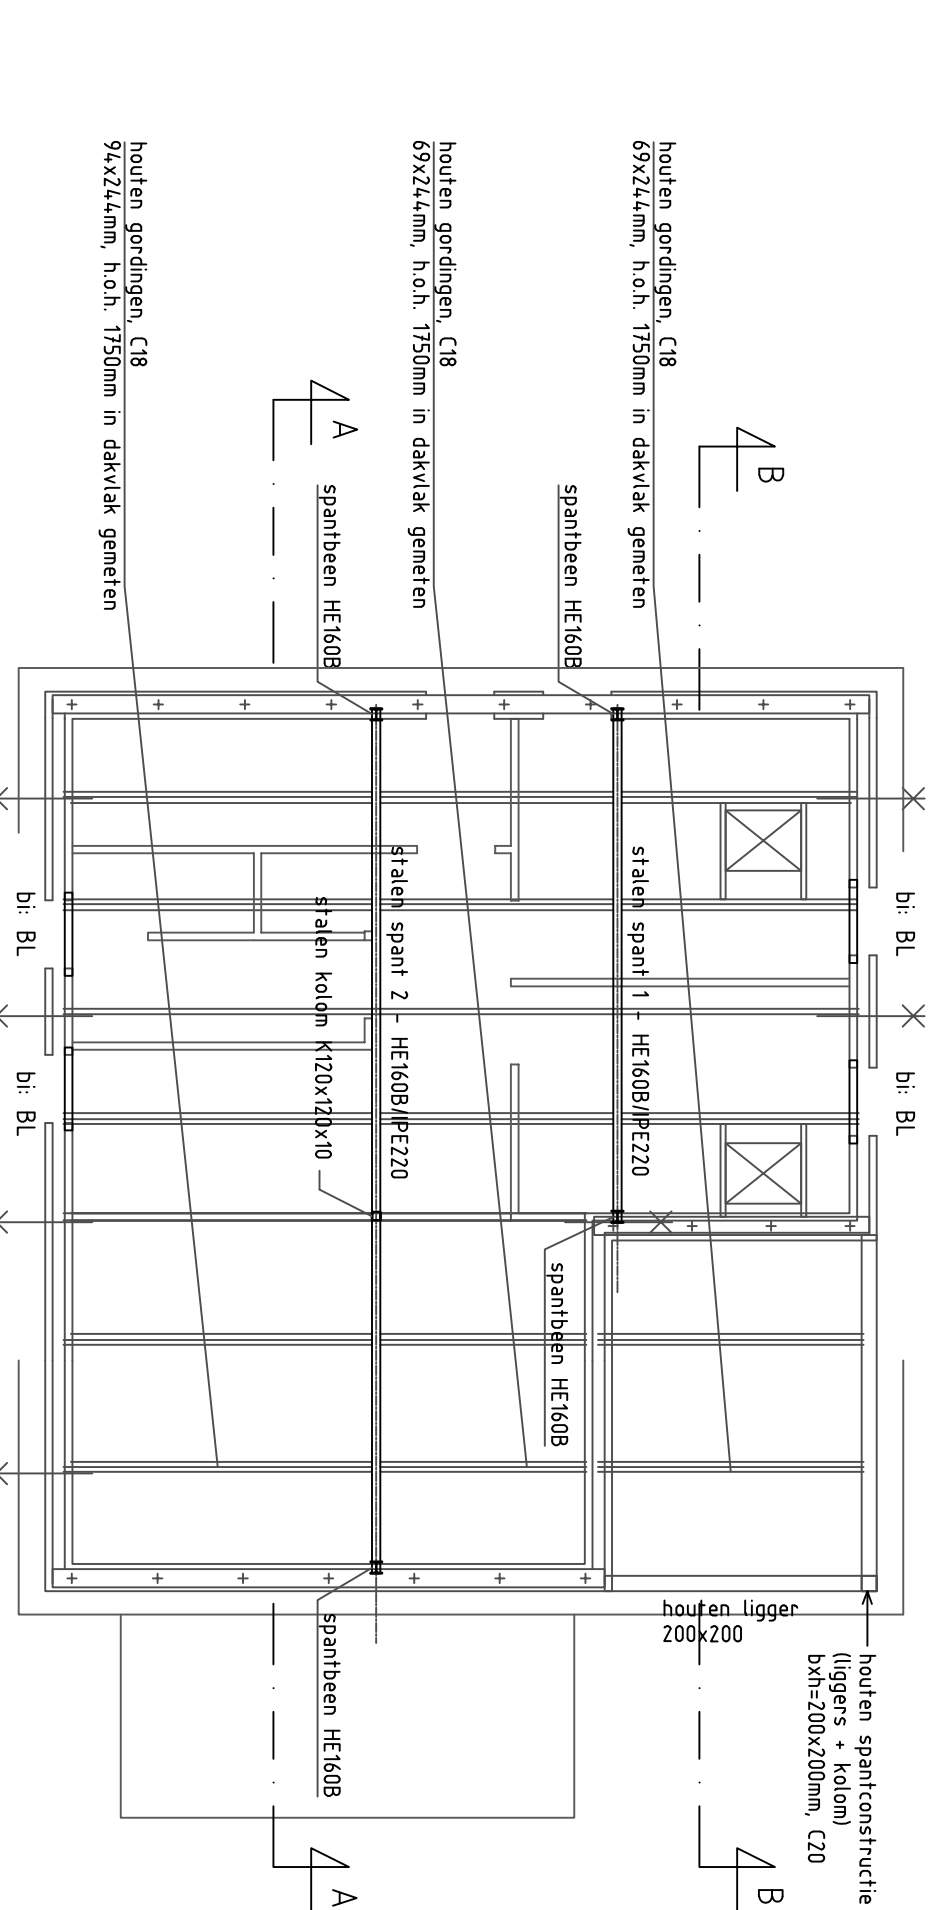 houten gordingen, C18
69x244mm, h.o.h. 1750mm in dakvlak gemeten
houten gordingen, C18
69x244mm, h.o.h. 1750mm in dakvlak gemeten
houten gordingen, C18
94x244mm, h.o.h. 1750mm in dakvlak gemeten
B
A
spantbeen HE160B
spantbeen HE160B
bi: BL
bi: BL
stalen spant 1 - HE160B/IPE220
stalen spant 2 - HE160B/IPE220
stalen kolom K120x120x10
bi: BL
bi: BL
spantbeen HE160B
houten ligger
200x200
spantbeen HE160B
houten spantconstructie
(liggers + kolom)
bxh=200x200mm, C20
B
A